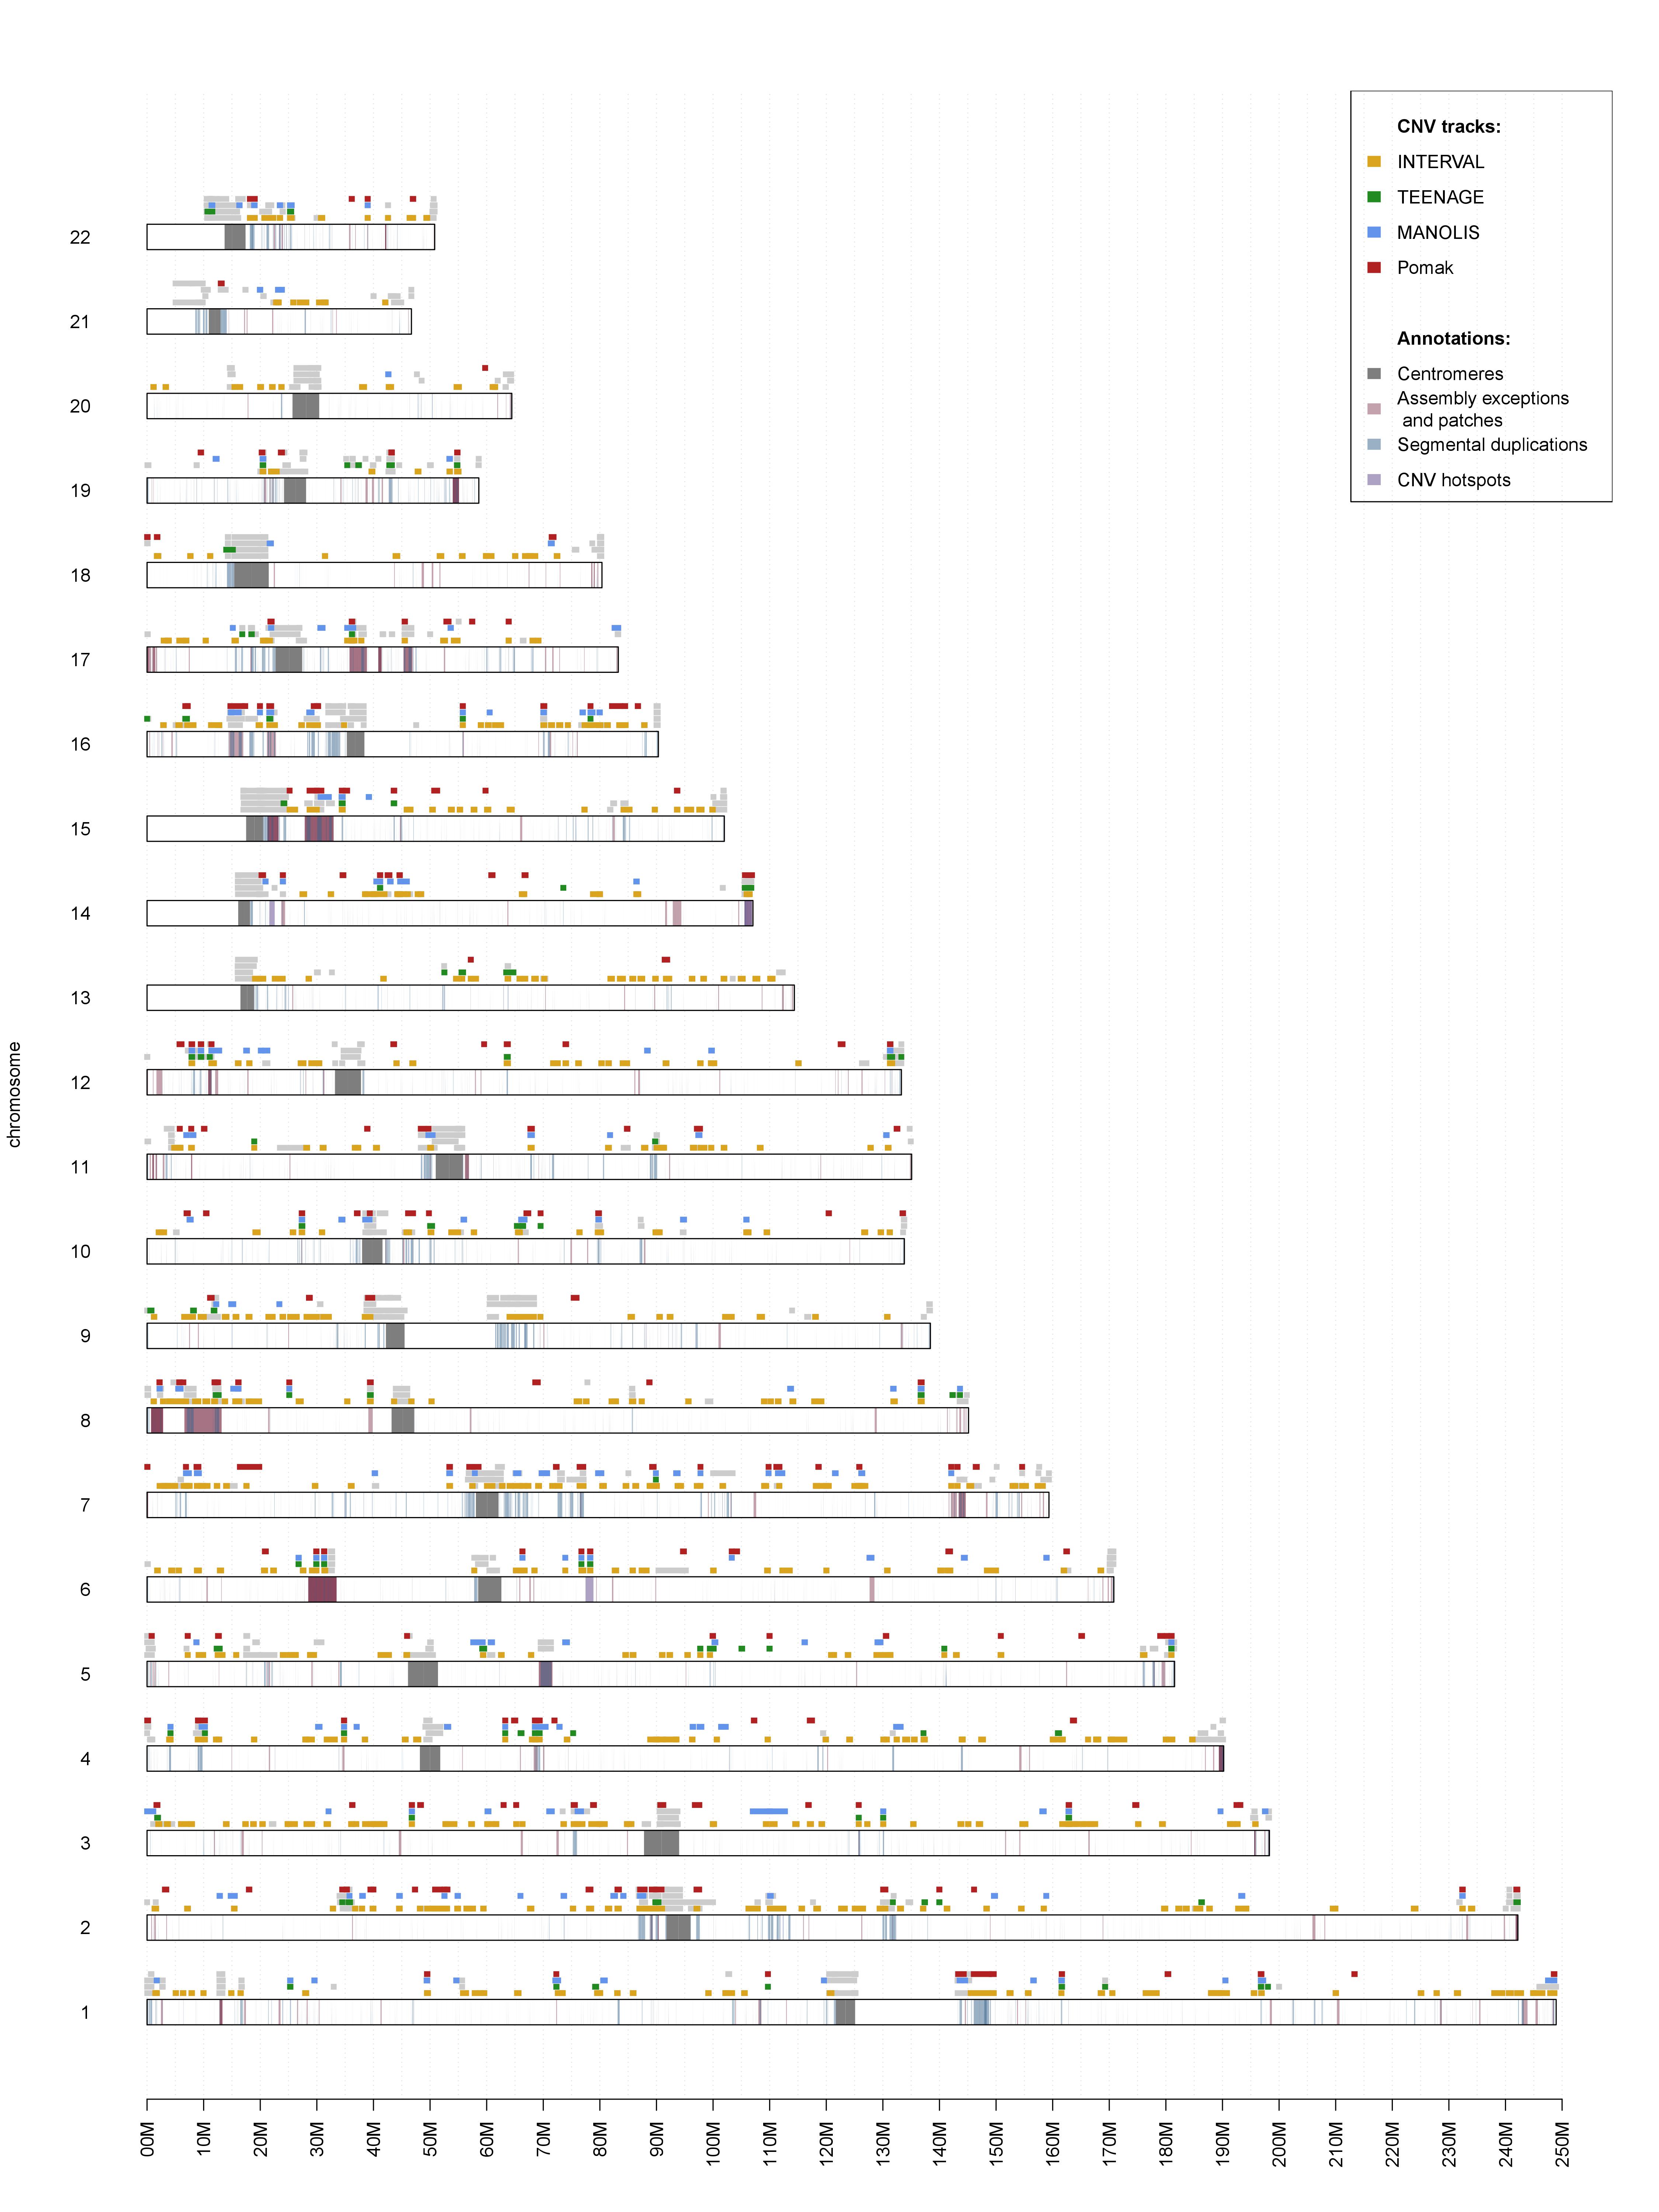 CNV tracks:
INTERVAL
TEENAGE
MANOLIS
Pomak
Annotations:
Centromeres
Assembly exceptions
and patches
Segmental duplications
CNV hotspots
22
21
20
19
18
17
16
15
14
13
12
11
10
9
8
7
6
5
4
3
2
1
chromosome
00M
10M
20M
30M
40M
50M
60M
70M
80M
90M
100M
110M
120M
130M
140M
150M
160M
170M
180M
190M
200M
210M
220M
230M
240M
250M